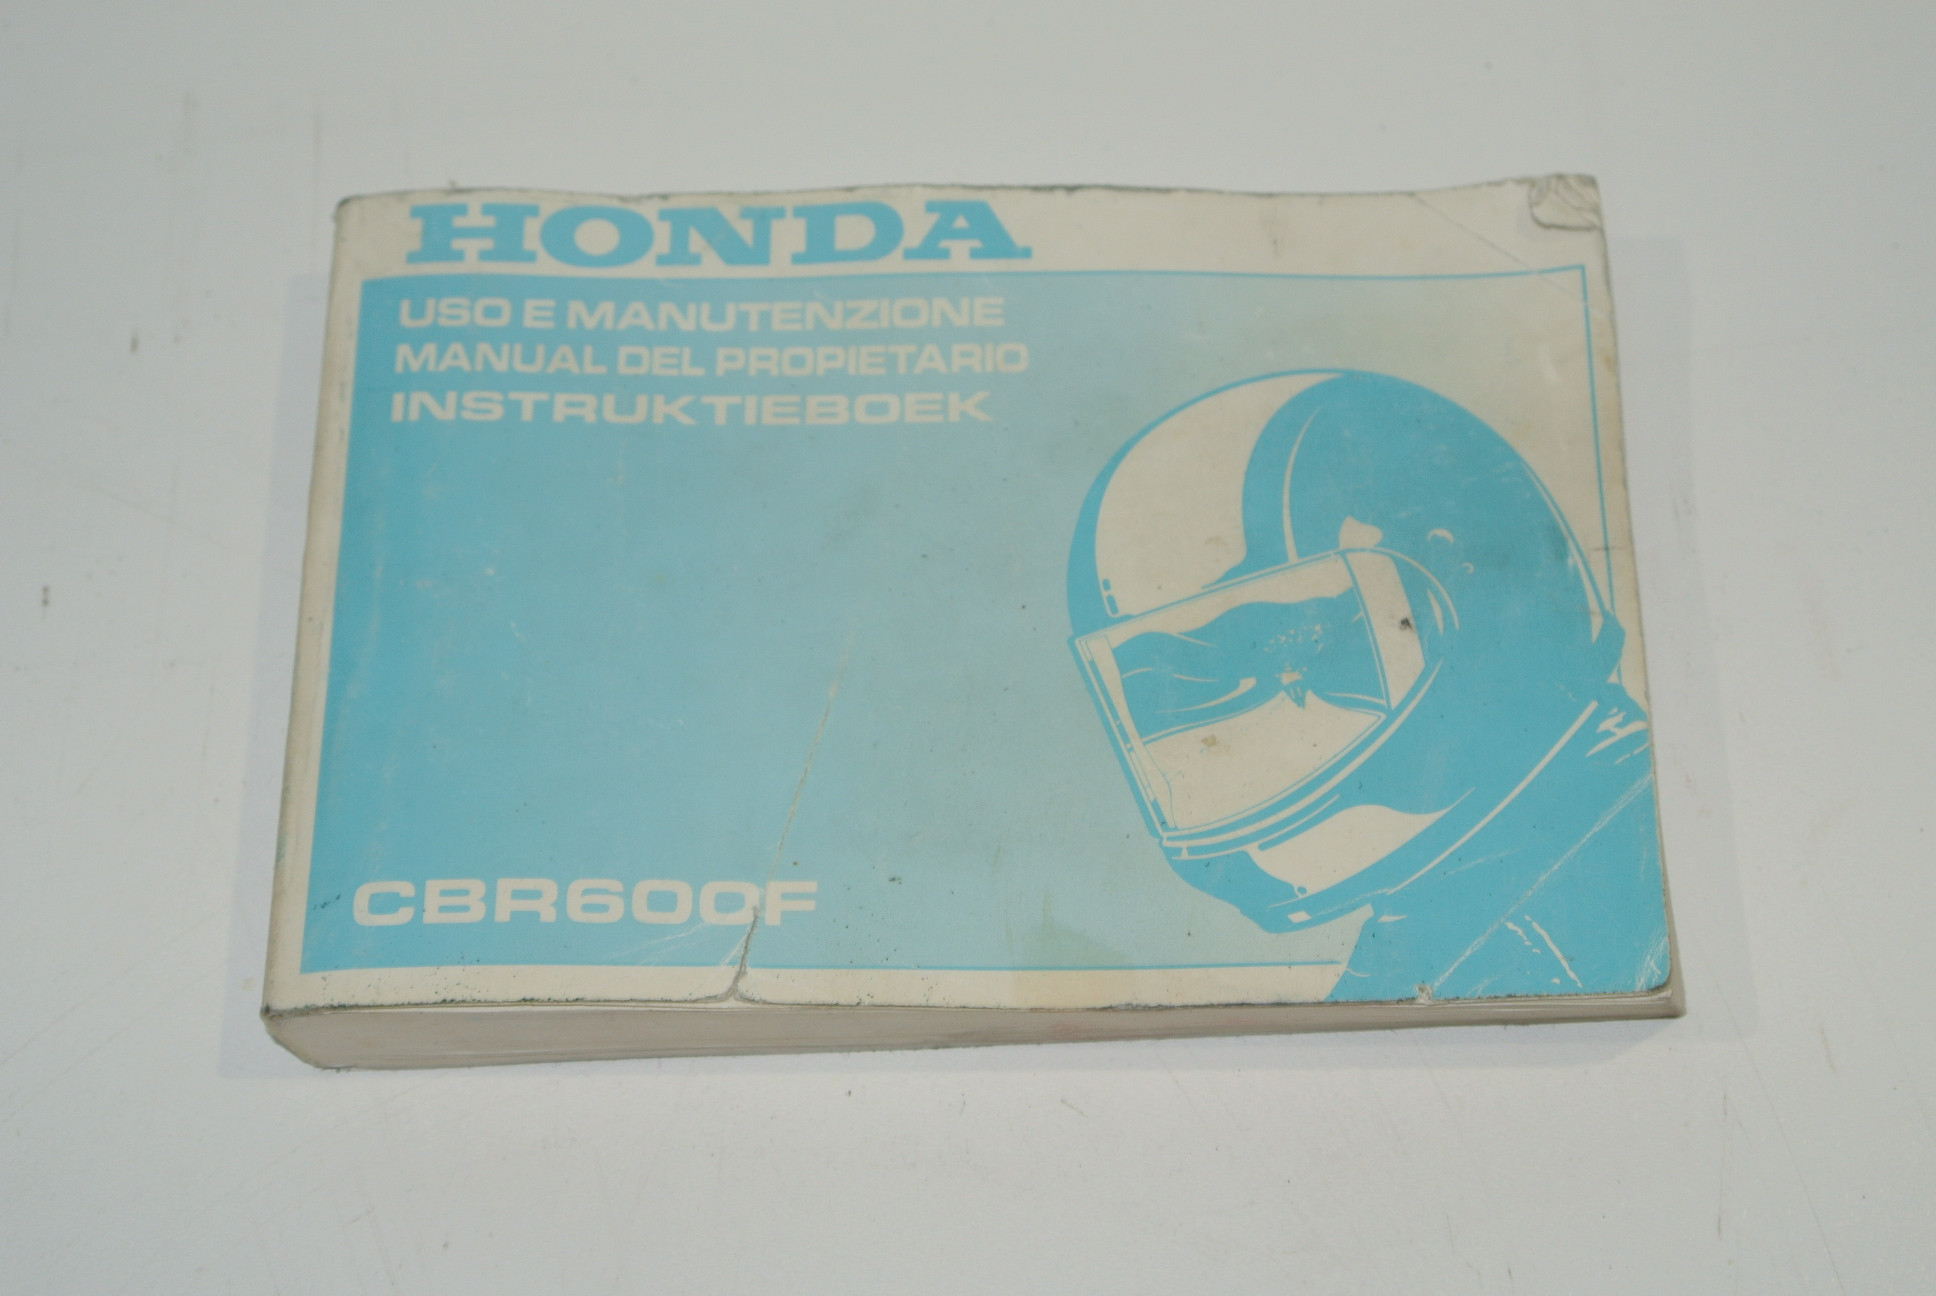 HONDA
USO E MANUTENZIONE
MANUAL DEL PROPIETARIO
INSTRUKTIEBOEK
CBR600F